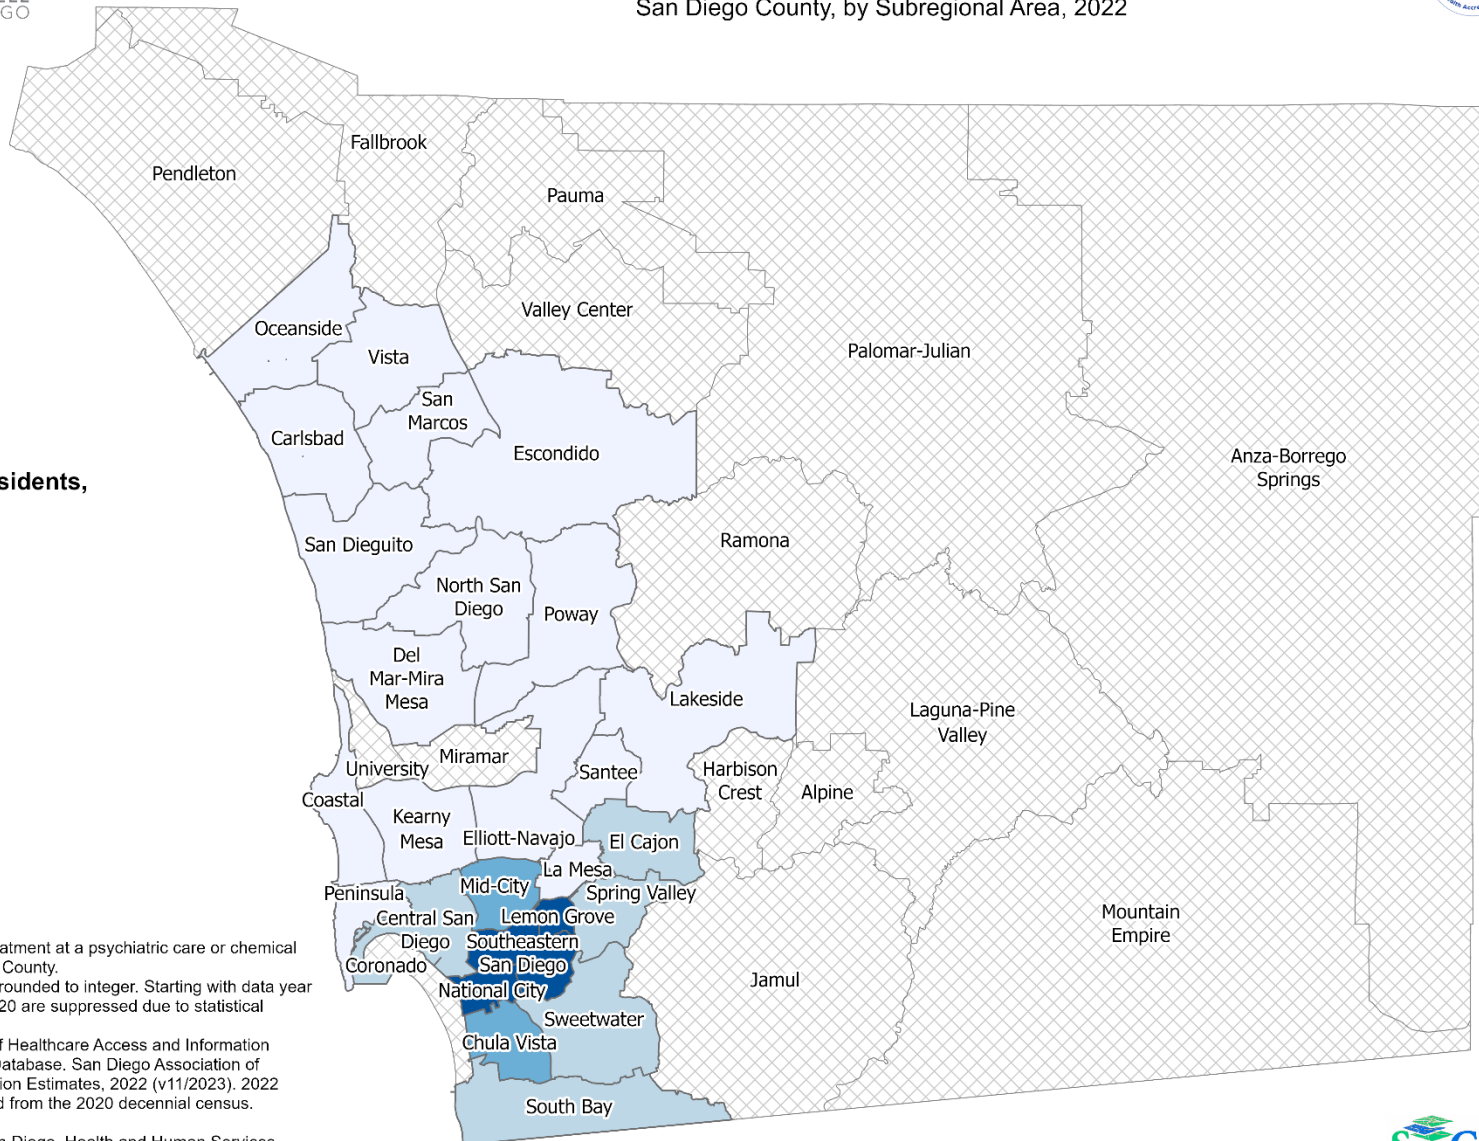 GO
San Diego County, by Subregional Area, 2022
Fallbrook
Pendleton
Pauma
Valley Center
Oceanside
Vista
Palomar-Julian
San
Marcos
Carlsbad
Escondido
Anza-Borrego
Springs
sidents,
San Dieguito
Ramona
North San
Diego
Poway
Del
Mar-Mira
Mesa
Lakeside
Laguna-Pine
Valley
Miramar
University
Santee
Harbison
Crest
Alpine
Coastal
Kearny
Mesa
Elliott-Navajo
El Cajon
La Mesa
Mid-City
Peninsula
Spring Valley
Central San
Diego
Lemon Grove
Mountain
Empire
Southeastern
San Diego
Coronado
Jamul
National City
Sweetwater
Chula Vista
South Bay
atment at a psychiatric care or chemical
County.
rounded to integer. Starting with data year
20 are suppressed due to statistical
f Healthcare Access and Information
Database. San Diego Association of
ion Estimates, 2022 (v11/2023). 2022
d from the 2020 decennial census.
n Diego, Health and Human Services